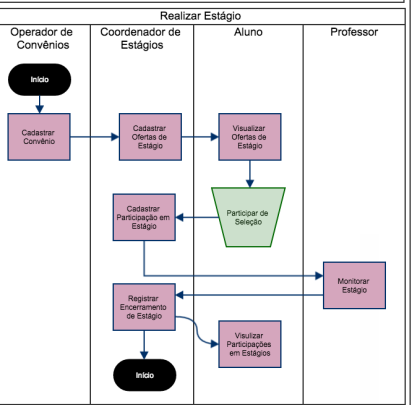 Realizar Estágio
Operador de
Convênios
Coordenador de
Estágios
Aluno
Professor
Início
Cadastrar
Convênio
Cadastrar
Ofertas de
Estágio
Visualizar
Ofertas de
Estágio
Participar de
Seleção
Cadastrar
Participação em
Estágio
Monitorar
Estágio
Registrar
Encerramento
de Estágio
Visulizar
Participações
em Estágios
Início